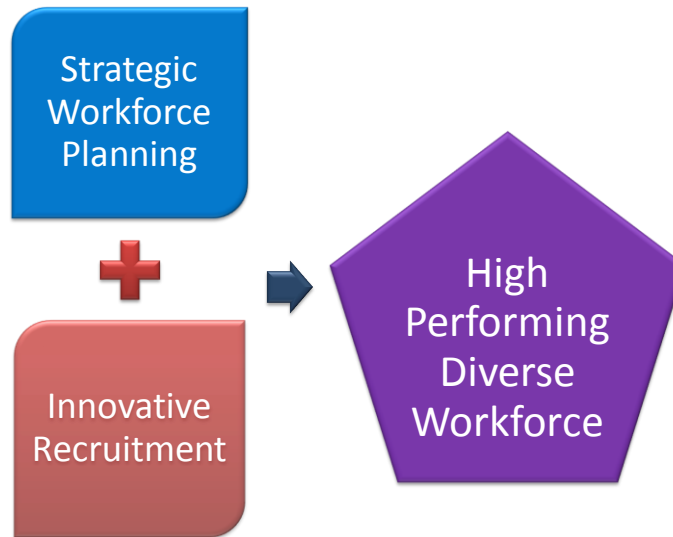 Strategic
Workforce
Planning
Innovative
Recruitment
High
Performing
Diverse
Workforce